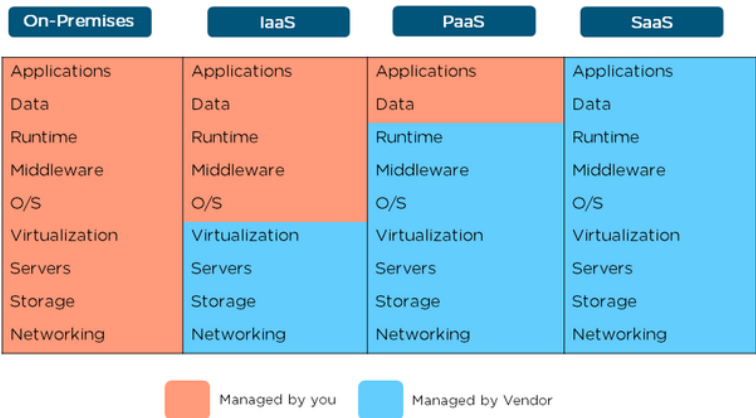 On-Premises IaaS PaaS SaaS
Applications Applications Applications Applications
Data Data Data Data
Runtime Runtime Runtime Runtime
Middleware Middleware Middleware Middleware
O/S O/S O/S O/S
Virtualization Virtualization Virtualization Virtualization
Servers Servers Servers Servers
Storage Storage Storage Storage
Networking Networking Networking Networking
Managed by you Managed by Vendor